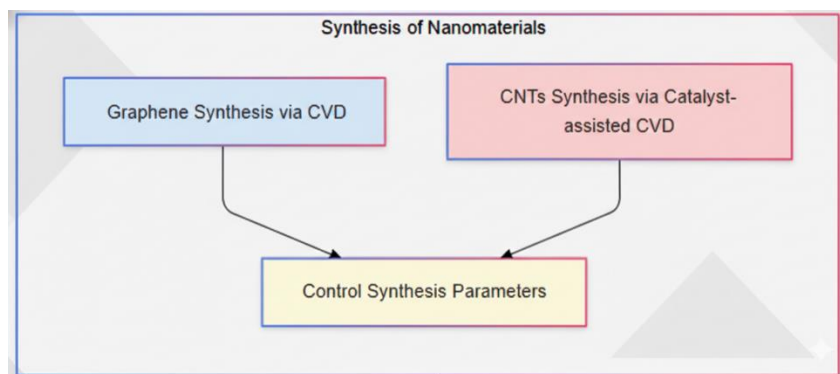 Synthesis of Nanomaterials
Graphene Synthesis via CVD
CNTs Synthesis via Catalyst-
assisted CVD
Control Synthesis Parameters